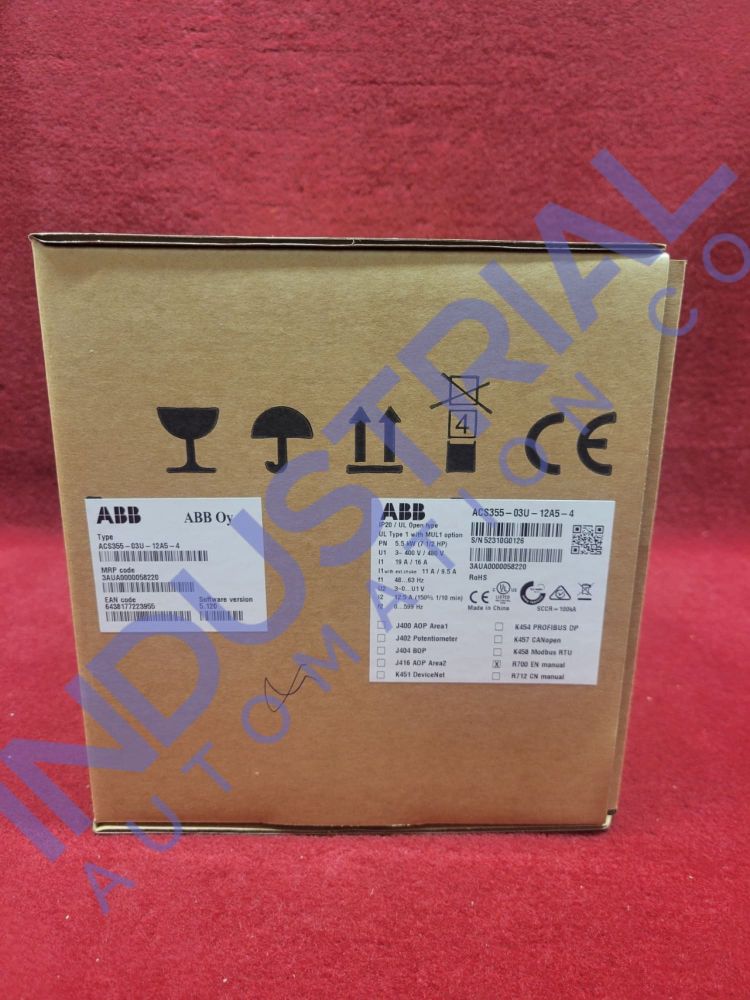 4
CE
ABB ABB Oy
Type
ACS355-03U-12A5-4
MRP code
3AUA0000058220
EAN code Software version
6438177223955 5.120
ABB ACS355-03U-12A5-4
IP20 / UL Open type
UL Type 1 with MUL1 option
S/N 52310G0126
PN 5.5 kW (7 1/2 HP)
U1 3~ 400 V / 480 V
3AUA0000058220
I1 19 A / 16 A
I1 with ext.choke 11 A / 9.5 A
RoHS
f1 48...63 Hz
U2 3~0...U1 V
I2 12.5 A (150% 1/10 min)
f2 0...599 Hz
CE UL LISTED
Made in China SCCR-100kA
J400 AOP Area1
J402 Potentiometer
J404 BOP
J416 AOP Area2
K451 DeviceNet
K454 PROFIBUS DP
K457 CANopen
K458 Modbus RTU
X R700 EN manual
R712 CN manual
INDUSTRIAL
AUTOMATION CO